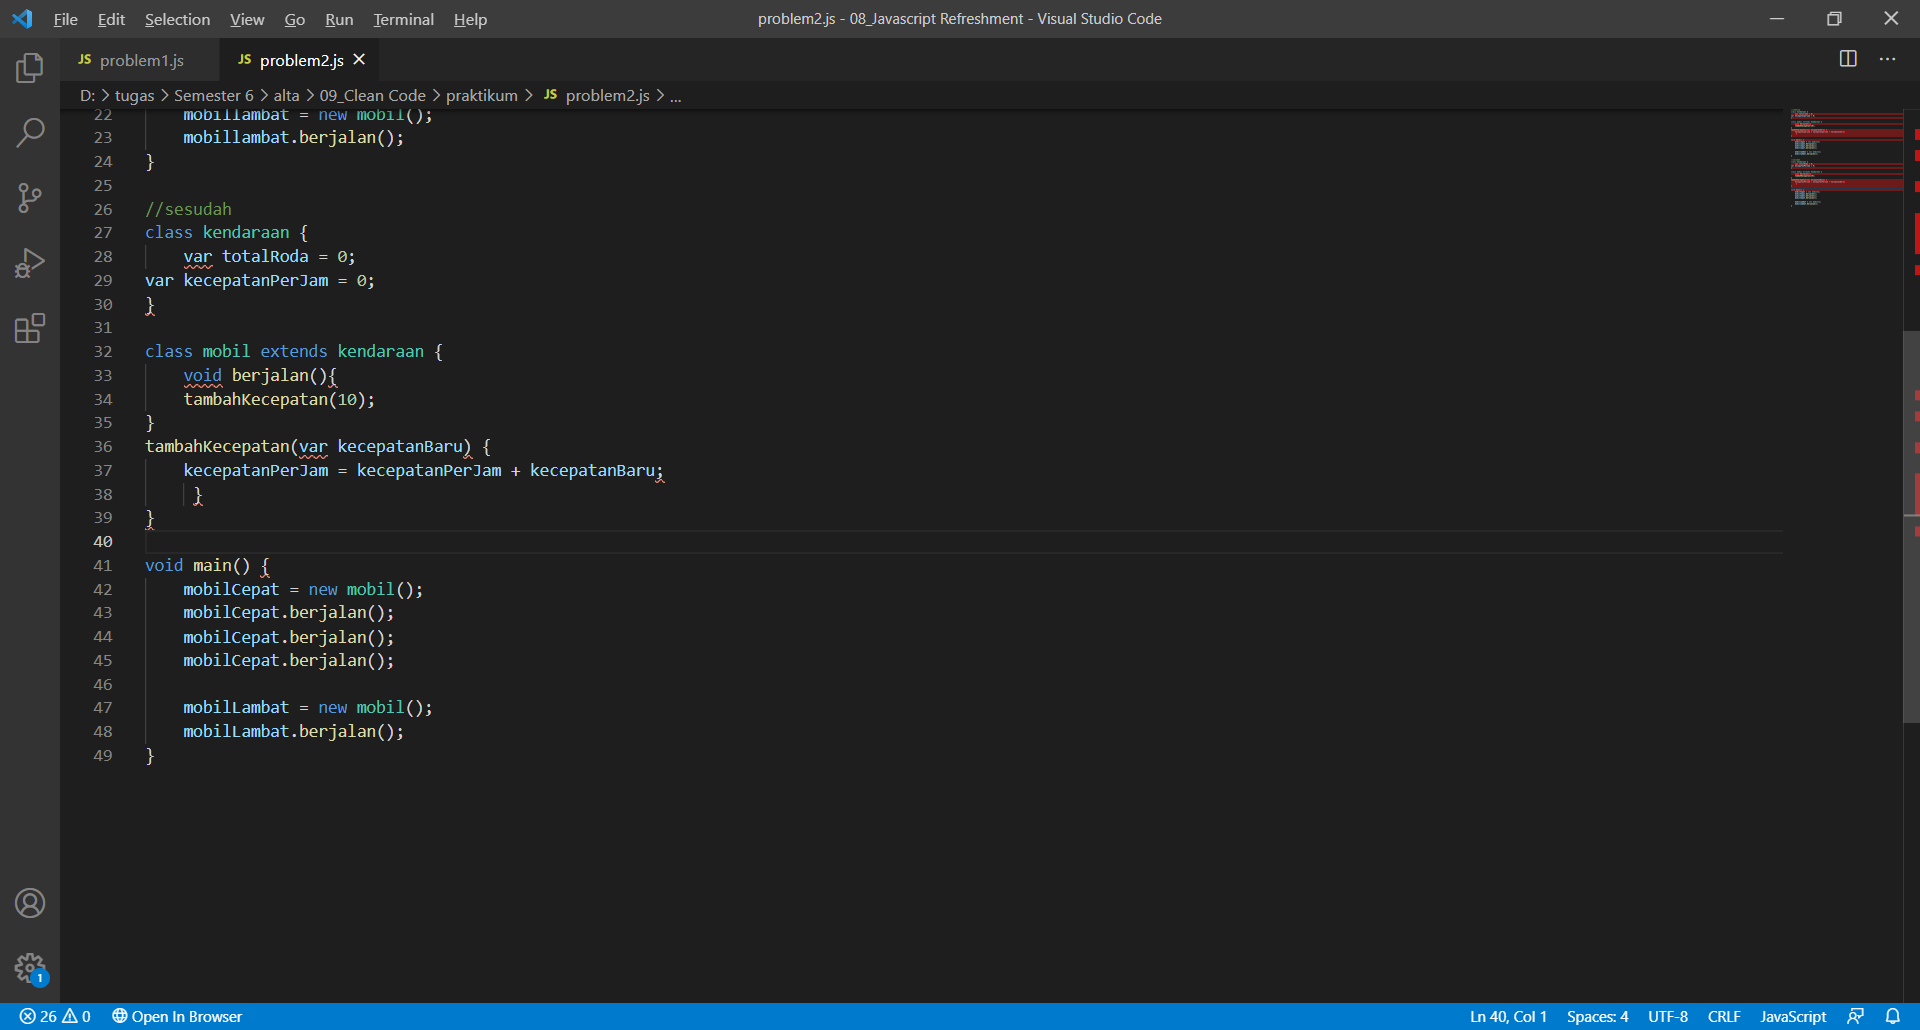 File Edit Selection View Go Run Terminal Help
problem2.js - 08_Javascript Refreshment - Visual Studio Code
JS problem1.js
JS problem2.js
D: > tugas > Semester 6 > alta > 09_Clean Code > praktikum > JS problem2.js > ...
22 mobillambat = new mobil();
23 mobillambat.berjalan();
24 }
25
26 //sesudah
27 class kendaraan {
28 var totalRoda = 0;
29 var kecepatanPerJam = 0;
30 }
31
32 class mobil extends kendaraan {
33 void berjalan(){
34 tambahKecepatan(10);
35 }
36 tambahKecepatan(var kecepatanBaru) {
37 kecepatanPerJam = kecepatanPerJam + kecepatanBaru;
38 }
39 }
40
41 void main() {
42 mobilCepat = new mobil();
43 mobilCepat.berjalan();
44 mobilCepat.berjalan();
45 mobilCepat.berjalan();
46
47 mobilLambat = new mobil();
48 mobilLambat.berjalan();
49 }
1
26 0 Open In Browser
Ln 40, Col 1 Spaces: 4 UTF-8 CRLF JavaScript